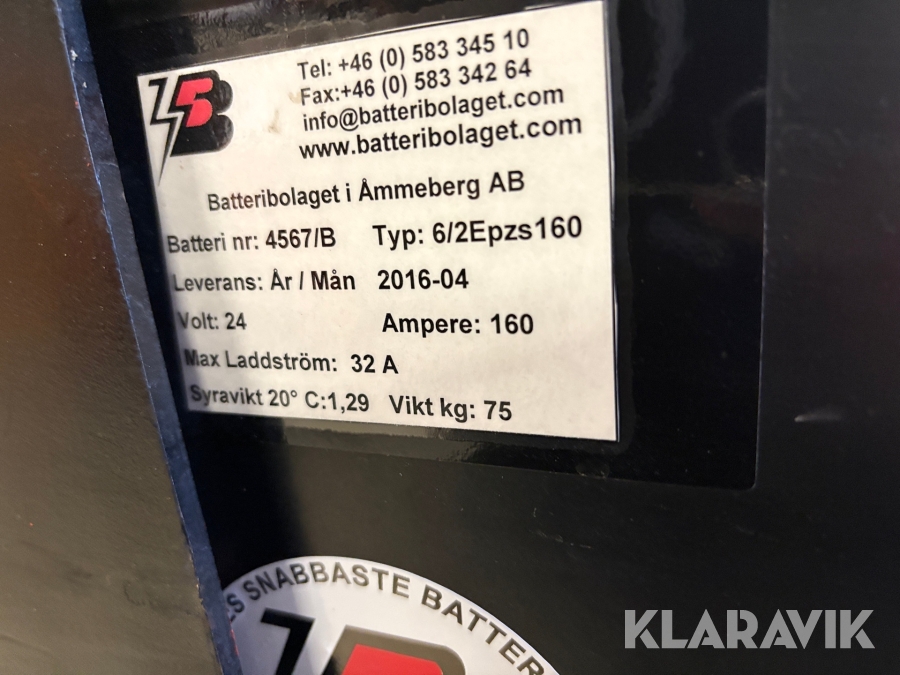 Tel: +46 (0) 583 345 10
Fax:+46 (0) 583 342 64
info@batteribolaget.com
www.batteribolaget.com
B
Batteribolaget i Åmmeberg AB
Batteri nr: 4567/B Typ: 6/2Epzs160
Leverans: År / Mån 2016-04
Volt: 24 Ampere: 160
Max Laddström: 32 A
Syravikt 20° C:1,29 Vikt kg: 75
SNABBASTE BATTER
KLARAVIK